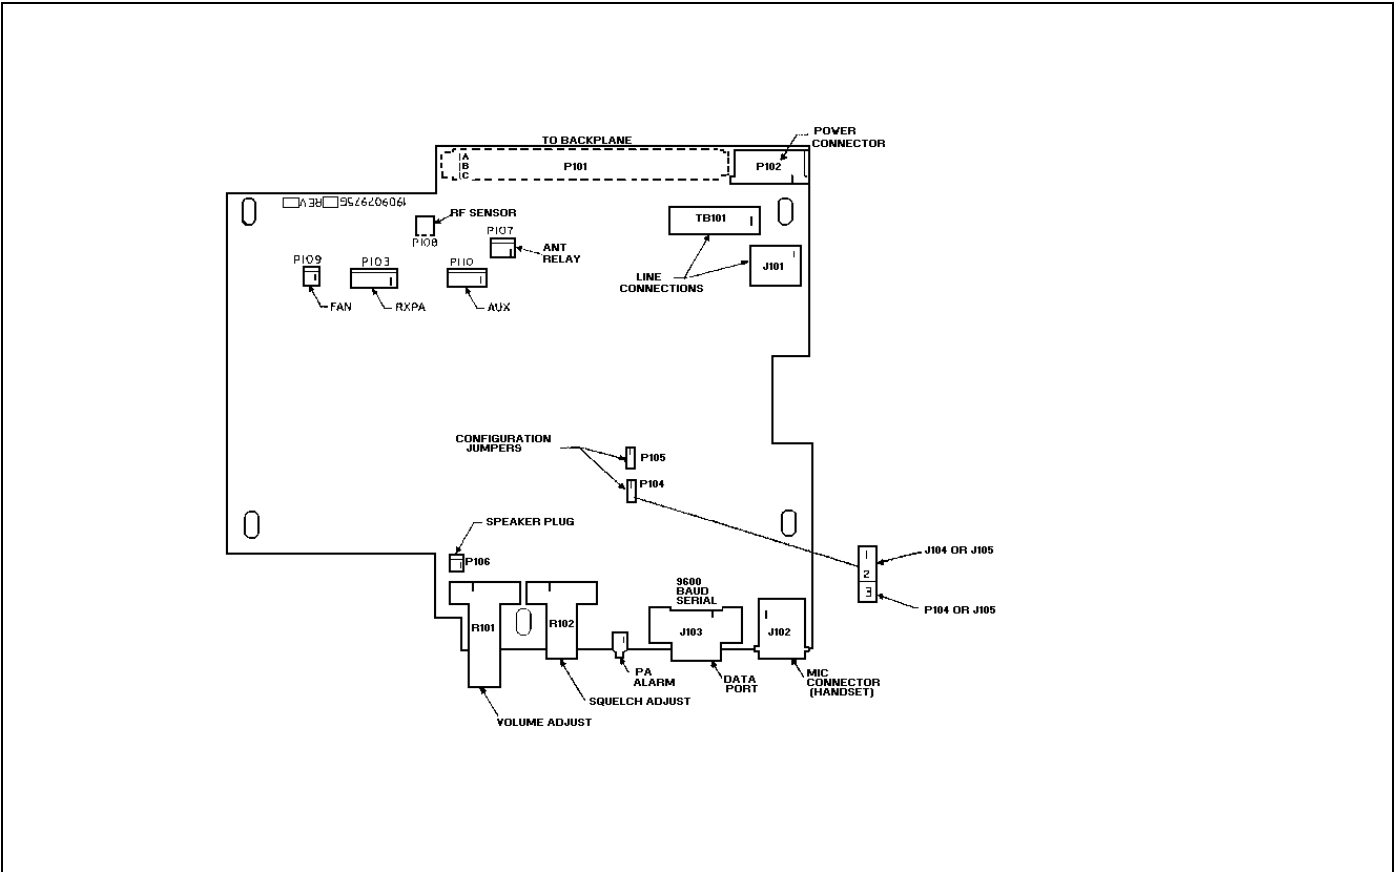 POWER
CONNECTOR
TO BACKPLANE
A
B
C
P101
P102
19D907975G REV
RF SENSOR
P108
P107
ANT
RELAY
TB101
J101
LINE
CONNECTIONS
P109
P103
P110
FAN
RXPA
AUX
CONFIGURATION
JUMPERS
P105
P104
SPEAKER PLUG
P106
1
2
3
J104 OR J105
P104 OR J105
9600
BAUD
SERIAL
R101
R102
J103
J102
PA
ALARM
DATA
PORT
MIC
CONNECTOR
(HANDSET)
SQUELCH ADJUST
VOLUME ADJUST